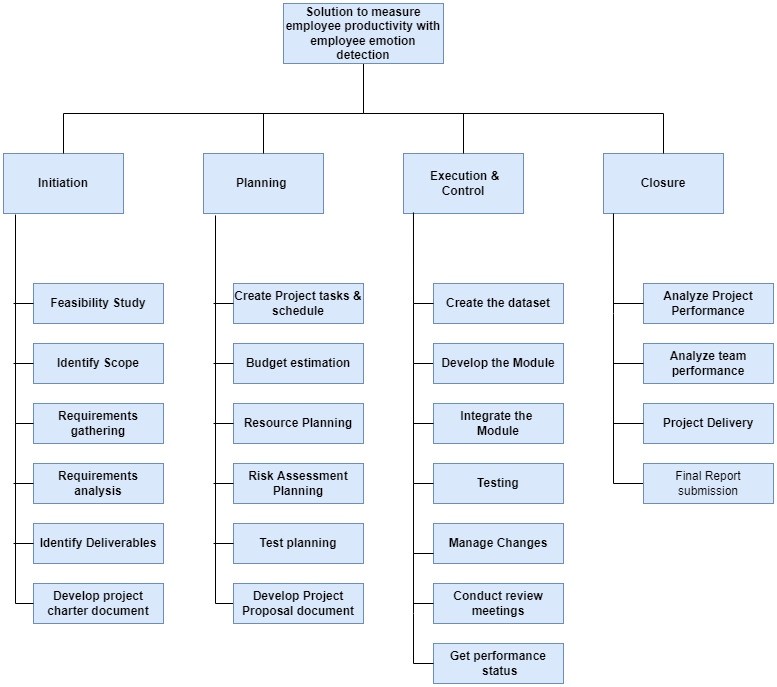 Solution to measure
employee productivity with
employee emotion
detection
Initiation
Planning
Execution &
Control
Closure
Feasibility Study
Identify Scope
Requirements
gathering
Requirements
analysis
Identify Deliverables
Develop project
charter document
Create Project tasks &
schedule
Budget estimation
Resource Planning
Risk Assessment
Planning
Test planning
Develop Project
Proposal document
Create the dataset
Develop the Module
Integrate the
Module
Testing
Manage Changes
Conduct review
meetings
Get performance
status
Analyze Project
Performance
Analyze team
performance
Project Delivery
Final Report
submission